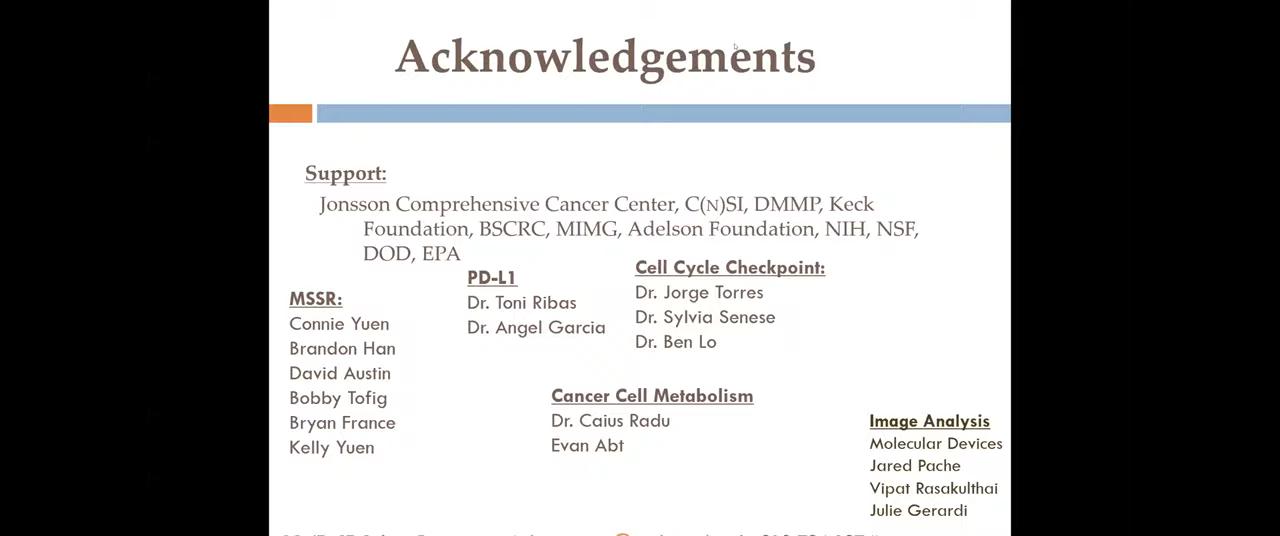 Acknowledgements
Support:
Jonsson Comprehensive Cancer Center, C(N)SI, DMMP, Keck
Foundation, BSCRC, MIMG, Adelson Foundation, NIH, NSF,
DOD, EPA
MSSR:
Connie Yuen
Brandon Han
David Austin
Bobby Tofig
Bryan France
Kelly Yuen
PD-L1
Dr. Toni Ribas
Dr. Angel Garcia
Cell Cycle Checkpoint:
Dr. Jorge Torres
Dr. Sylvia Senese
Dr. Ben Lo
Cancer Cell Metabolism
Dr. Caius Radu
Evan Abt
Image Analysis
Molecular Devices
Jared Pache
Vipat Rasakulthai
Julie Gerardi